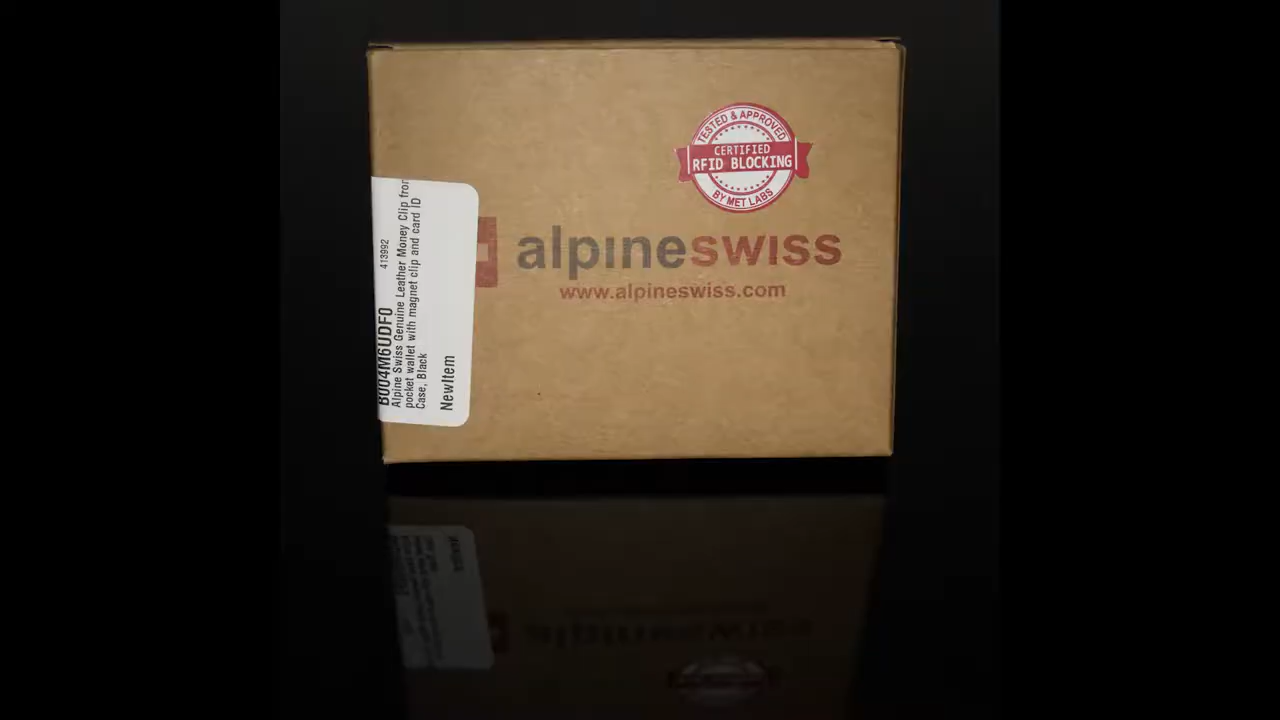 TESTED & APPROVED
CERTIFIED
RFID BLOCKING
BY MET LABS
alpineswiss
www.alpineswiss.com
413992
B004M6UDF0
Alpine Swiss Genuine Leather Money Clip fron
pocket wallet with magnet clip and card ID
Case, Black
NewItem